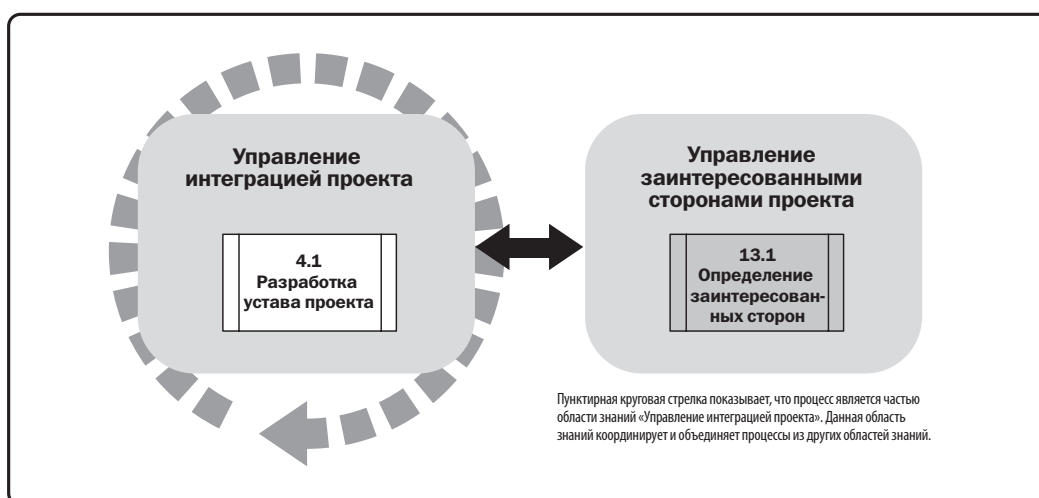 Управление
интеграцией проекта
4.1
Разработка
устава проекта
Управление
заинтересованными
сторонами проекта
13.1
Определение
заинтересован-
ных сторон
Пунктирная круговая стрелка показывает, что процесс является частью
области знаний «Управление интеграцией проекта». Данная область
знаний координирует и объединяет процессы из других областей знаний.